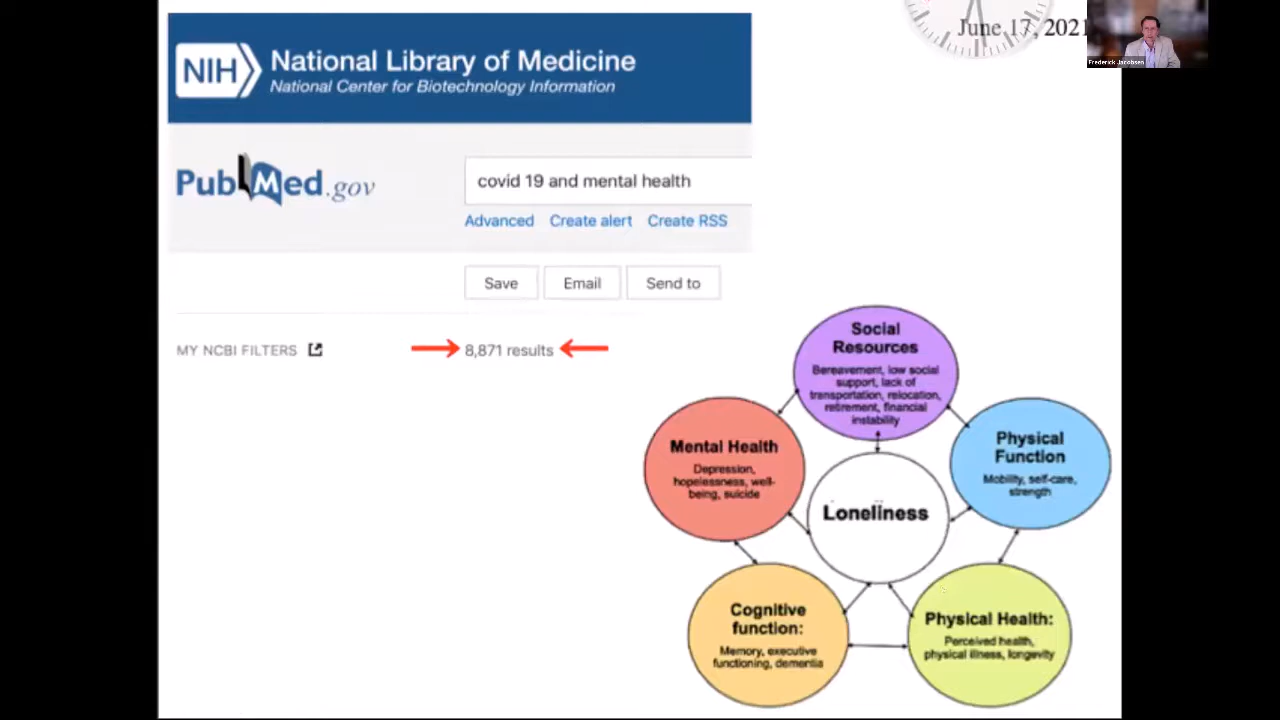 NIH National Library of Medicine
National Center for Biotechnology Information
June 17, 2021
Frederick Jacobsen
PubMed.gov
covid 19 and mental health
Advanced Create alert Create RSS
Save Email Send to
MY NCBI FILTERS
8,871 results
Social
Resources
Bereavement, low social
support, lack of
transportation, relocation,
retirement, financial
instability
Mental Health
Depression,
hopelessness, well-
being, suicide
Physical
Function
Mobility, self-care,
strength
Loneliness
Cognitive
function:
Memory, executive
functioning, dementia
Physical Health:
Perceived health,
physical illness, longevity